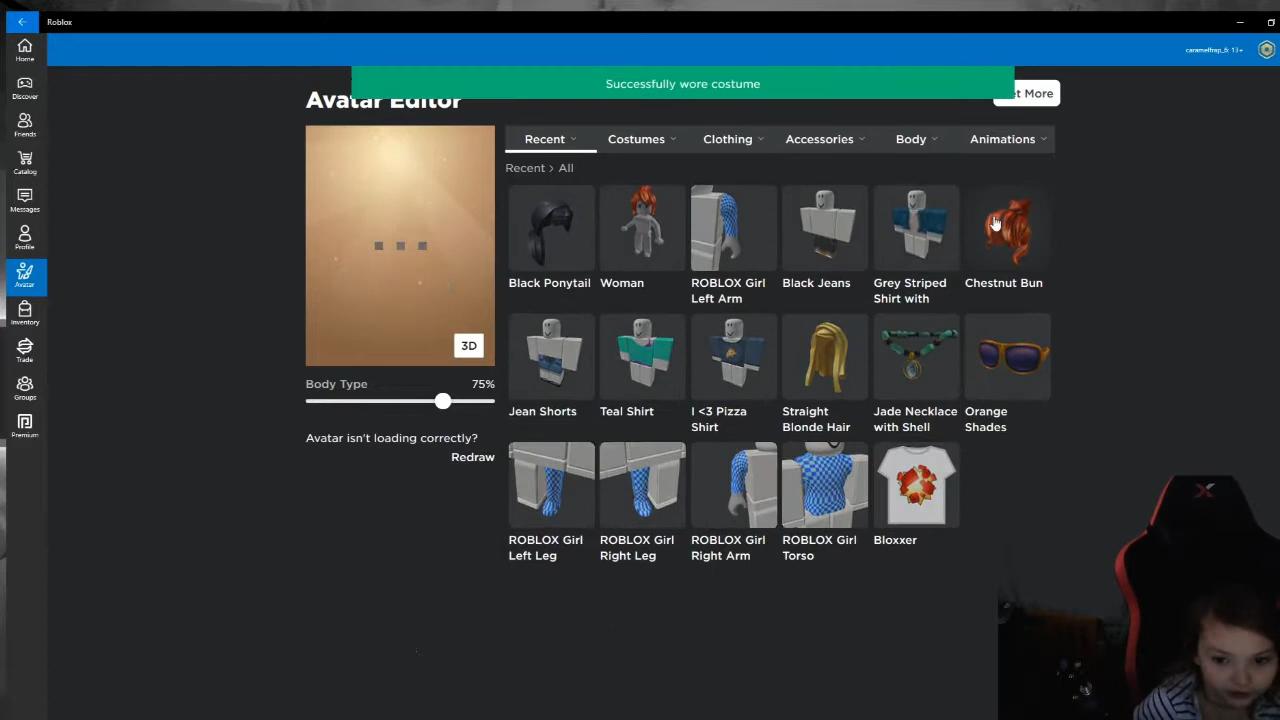 Roblox
Home
Discover
Friends
Catalog
Messages
Profile
Avatar
Inventory
Trade
Groups
Premium
Successfully wore costume
Avatar Editor
Recent
Costumes
Clothing
Accessories
Body
Animations
Recent > All
Black Ponytail
Woman
ROBLOX Girl
Left Arm
Black Jeans
Grey Striped
Shirt with
Chestnut Bun
3D
Body Type 75%
Avatar isn't loading correctly?
Redraw
Jean Shorts
Teal Shirt
I <3 Pizza
Shirt
Straight
Blonde Hair
Jade Necklace
with Shell
Orange
Shades
ROBLOX Girl
Left Leg
ROBLOX Girl
Right Leg
ROBLOX Girl
Right Arm
ROBLOX Girl
Torso
Bloxxer
More